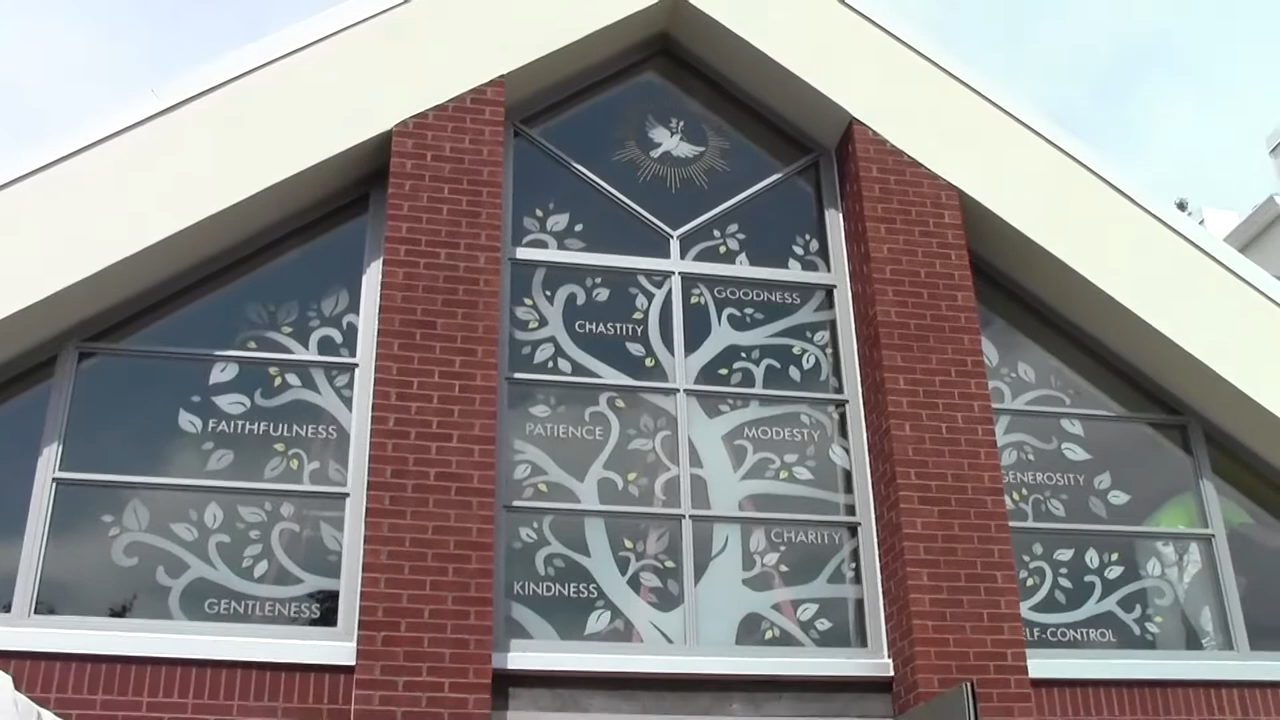 GOODNESS
CHASTITY
FAITHFULNESS
PATIENCE
MODESTY
GENEROSITY
CHARITY
KINDNESS
GENTLENESS
ELF-CONTROL